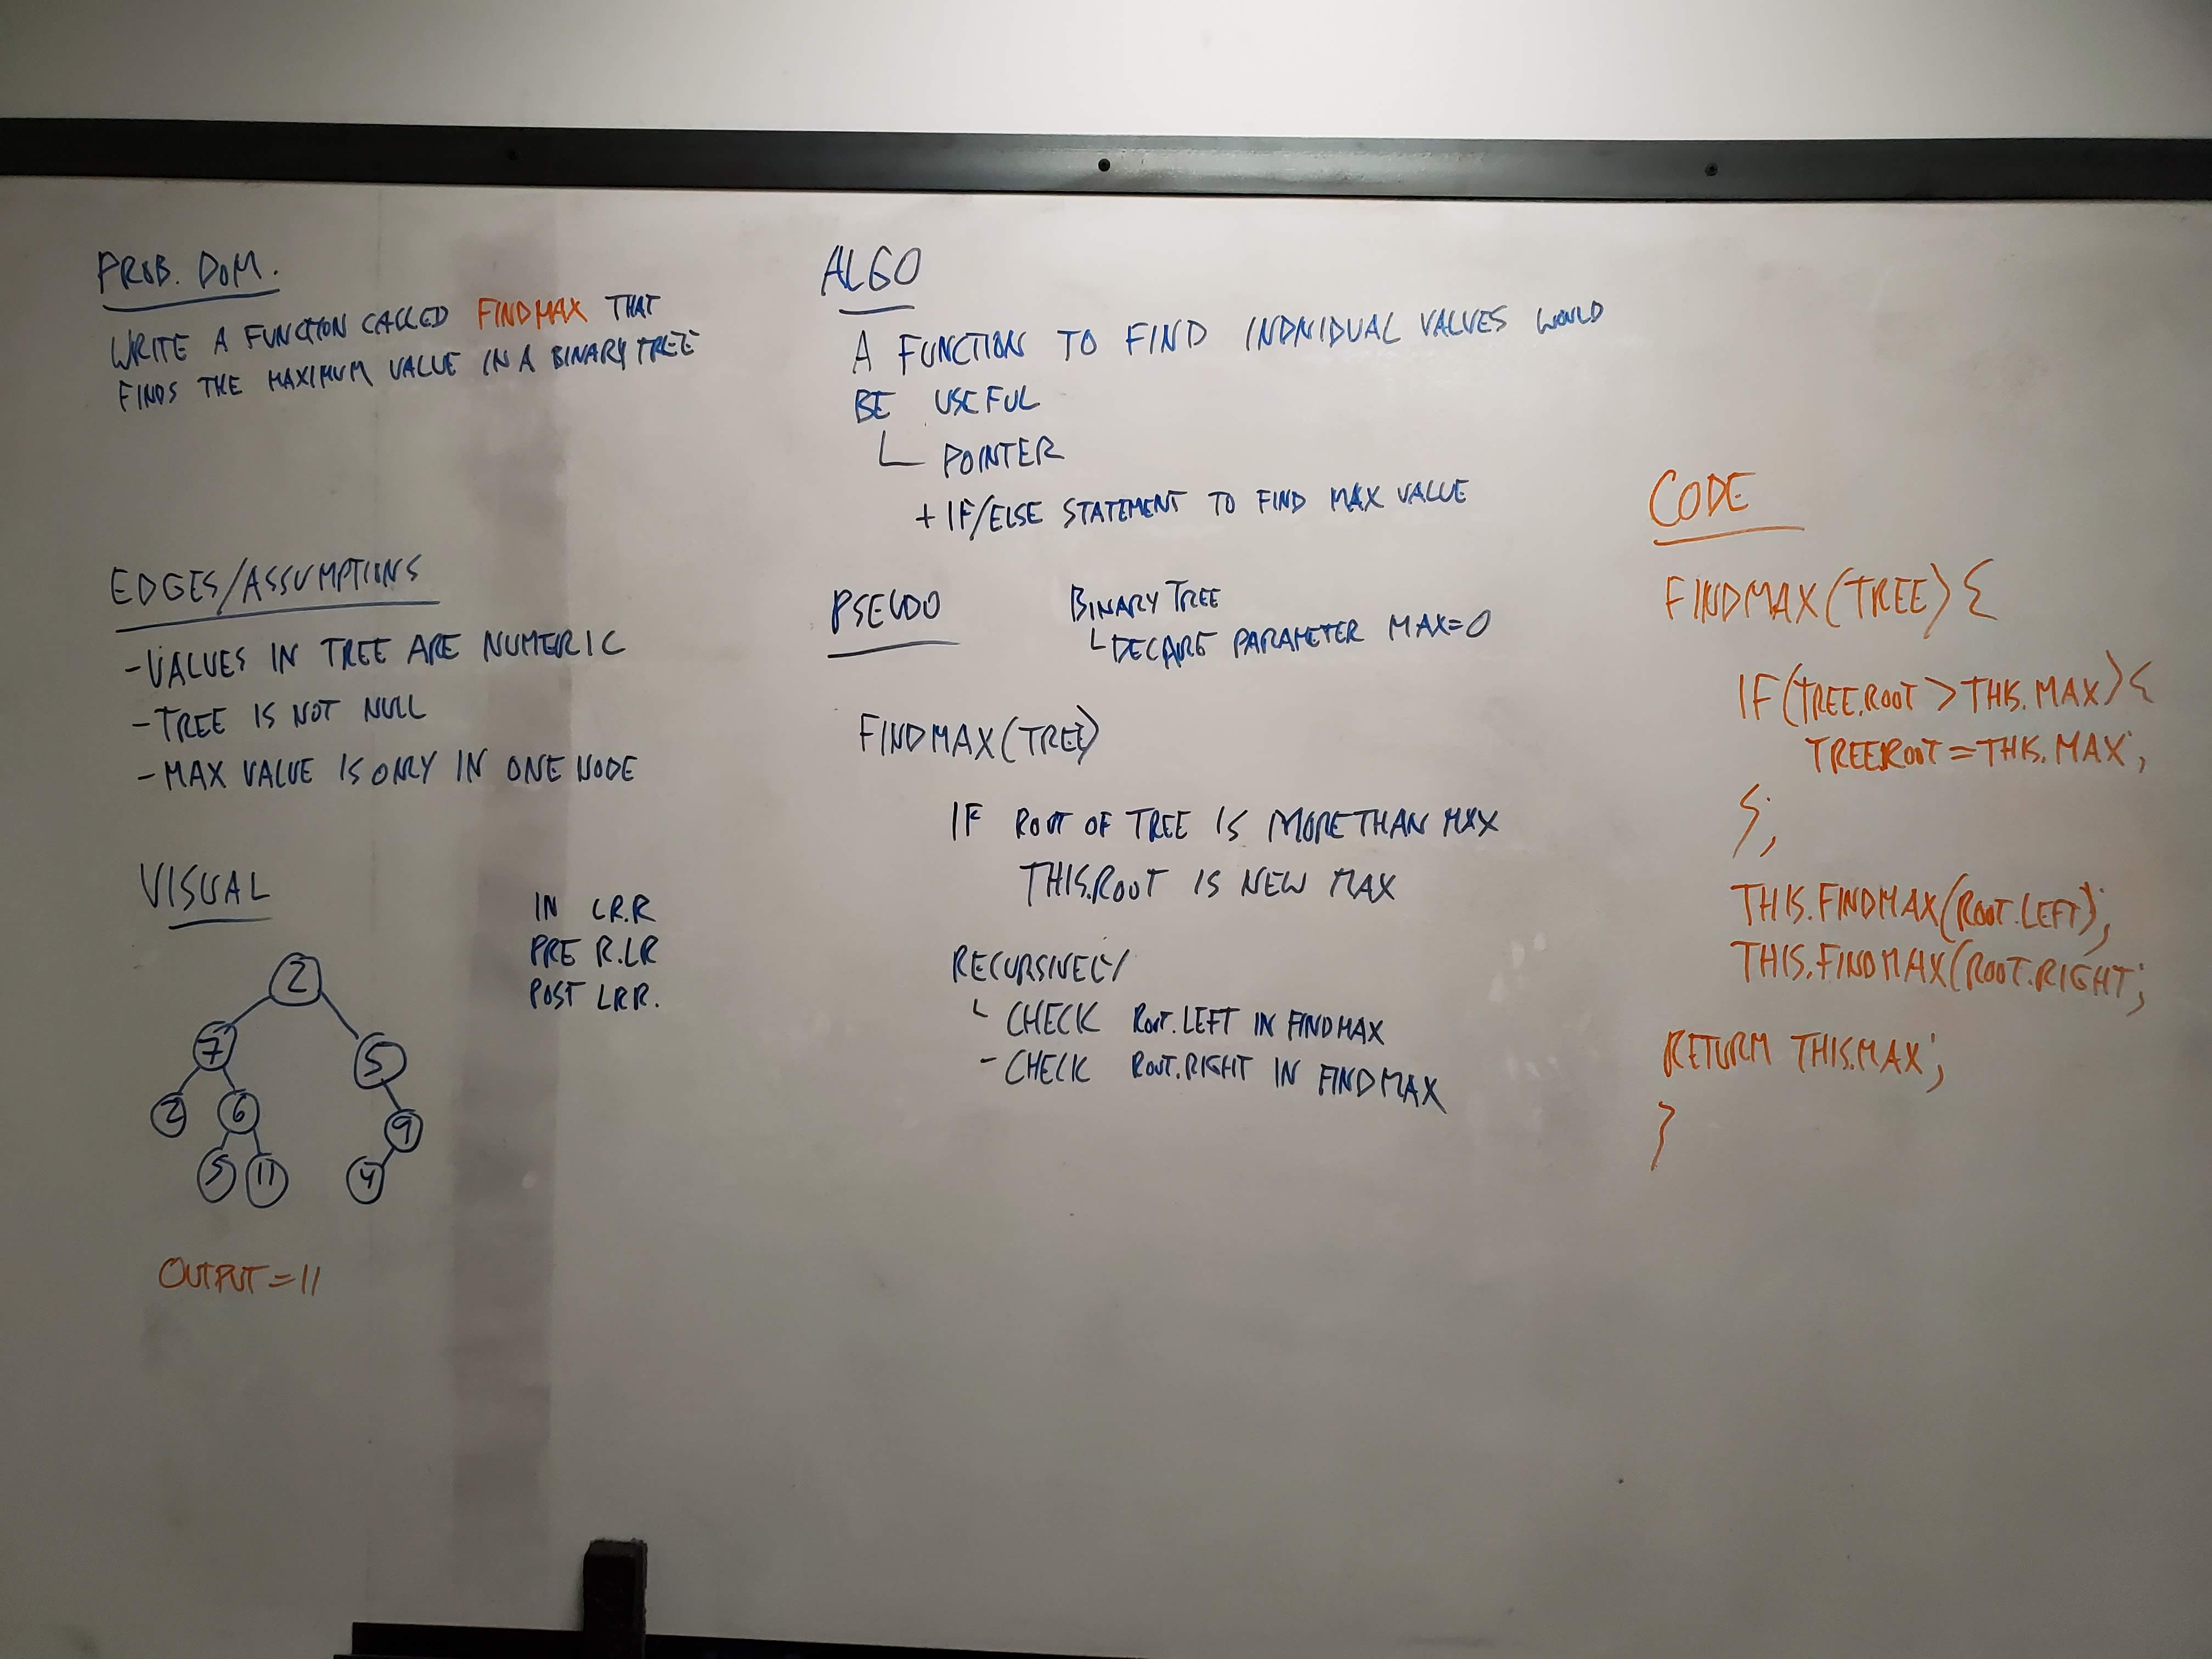 PROB. DOM.
WRITE A FUNCTION CALLED FINDMAX THAT
FINDS THE MAXIMUM VALUE IN A BINARY TREE
EDGES/ASSUMPTIONS
-VALUES IN TREE ARE NUMERIC
-TREE IS NOT NULL
-MAX VALUE IS ONLY IN ONE NODE
VISUAL
IN LR.R
PRE R.LR
POST LRR.
2
7 5
2 6 9
5 11 4
OUTPUT=11
ALGO
A FUNCTION TO FIND INDIVIDUAL VALUES WOULD
BE USEFUL
POINTER
+ IF/ELSE STATEMENT TO FIND MAX VALUE
PSEUDO
BINARY TREE
DECLARE PARAMETER MAX=0
FINDMAX(TREE)
IF ROOT OF TREE IS MORE THAN MAX
THIS.ROOT IS NEW MAX
RECURSIVELY
CHECK ROOT.LEFT IN FINDMAX
- CHECK ROOT.RIGHT IN FINDMAX
CODE
FINDMAX(TREE){
IF(TREE.ROOT > THIS.MAX){
TREE.ROOT = THIS.MAX;
};
THIS.FINDMAX(ROOT.LEFT);
THIS.FINDMAX(ROOT.RIGHT;
RETURN THIS.MAX;
}